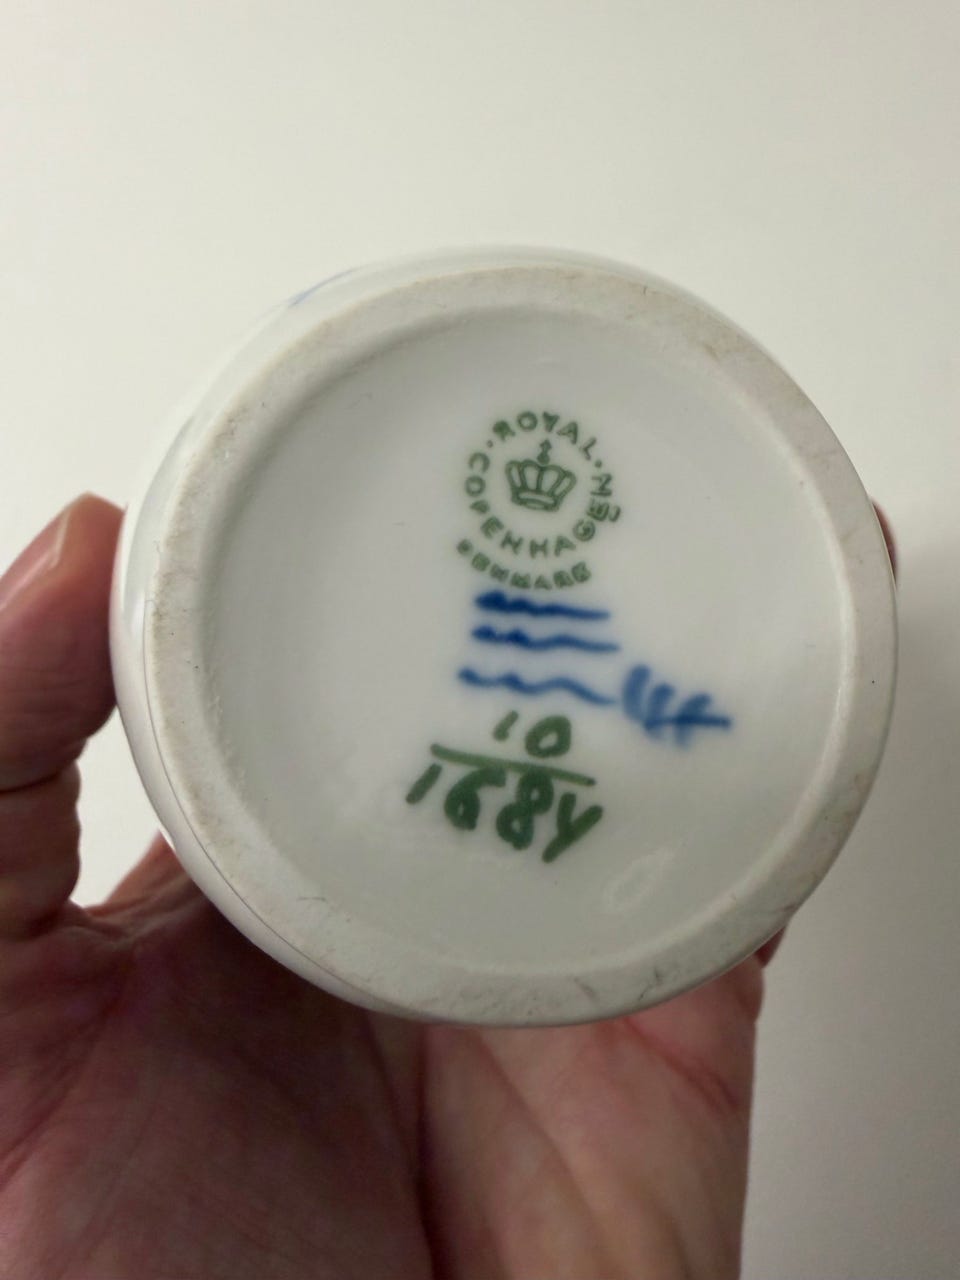 ROYAL
COPENHAGEN
DENMARK
10
1684